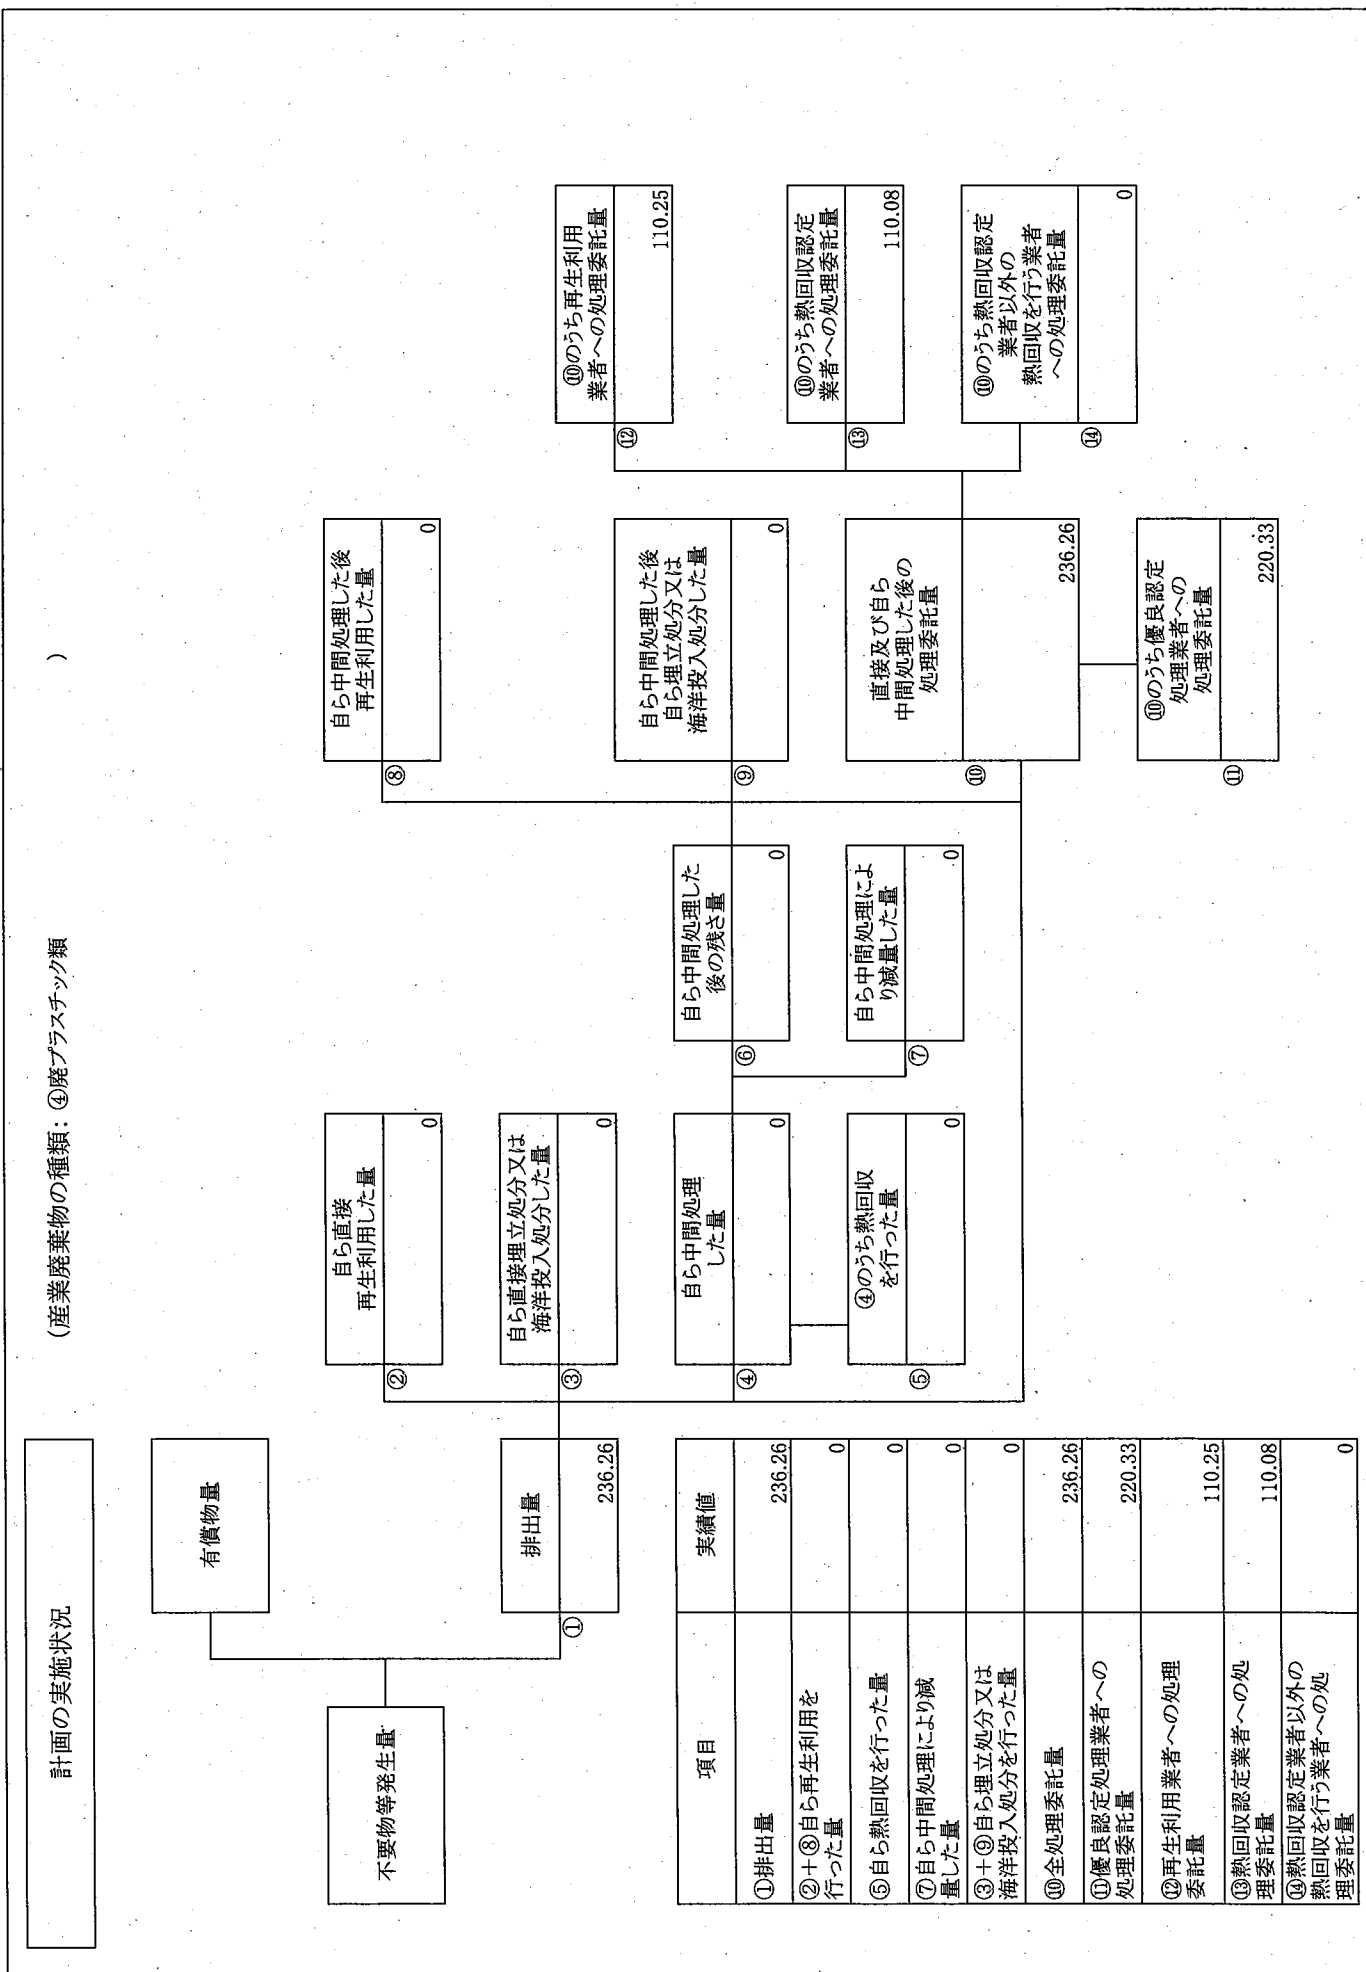 計画の実施状況
(産業廃棄物の種類：④廃プラスチック類 )
不要物等発生量
有償物量
①
排出量
236.26
②
自ら直接
再生利用した量
0
③
自ら直接埋立処分又は
海洋投入処分した量
0
④
自ら中間処理
した量
0
⑤
④のうち熱回収
を行った量
0
⑥
自ら中間処理した
後の残さ量
0
⑦
自ら中間処理によ
り減量した量
0
⑧
自ら中間処理した後
再生利用した量
0
⑨
自ら中間処理した後
自ら埋立処分又は
海洋投入処分した量
0
⑩
直接及び自ら
中間処理した後の
処理委託量
236.26
⑪
⑩のうち優良認定
処理業者への
処理委託量
220.33
⑫
⑩のうち再生利用
業者への処理委託量
110.25
⑬
⑩のうち熱回収認定
業者への処理委託量
110.08
⑭
⑩のうち熱回収認定
業者以外の
熱回収を行う業者
への処理委託量
0
項目 実績値
①排出量 236.26
②＋⑧自ら再生利用を
行った量 0
⑤自ら熱回収を行った量 0
⑦自ら中間処理により減
量した量 0
③＋⑨自ら埋立処分又は
海洋投入処分を行った量 0
⑩全処理委託量 236.26
⑪優良認定処理業者への
処理委託量 220.33
⑫再生利用業者への処理
委託量 110.25
⑬熱回収認定業者への処
理委託量 110.08
⑭熱回収認定業者以外の
熱回収を行う業者への処
理委託量 0